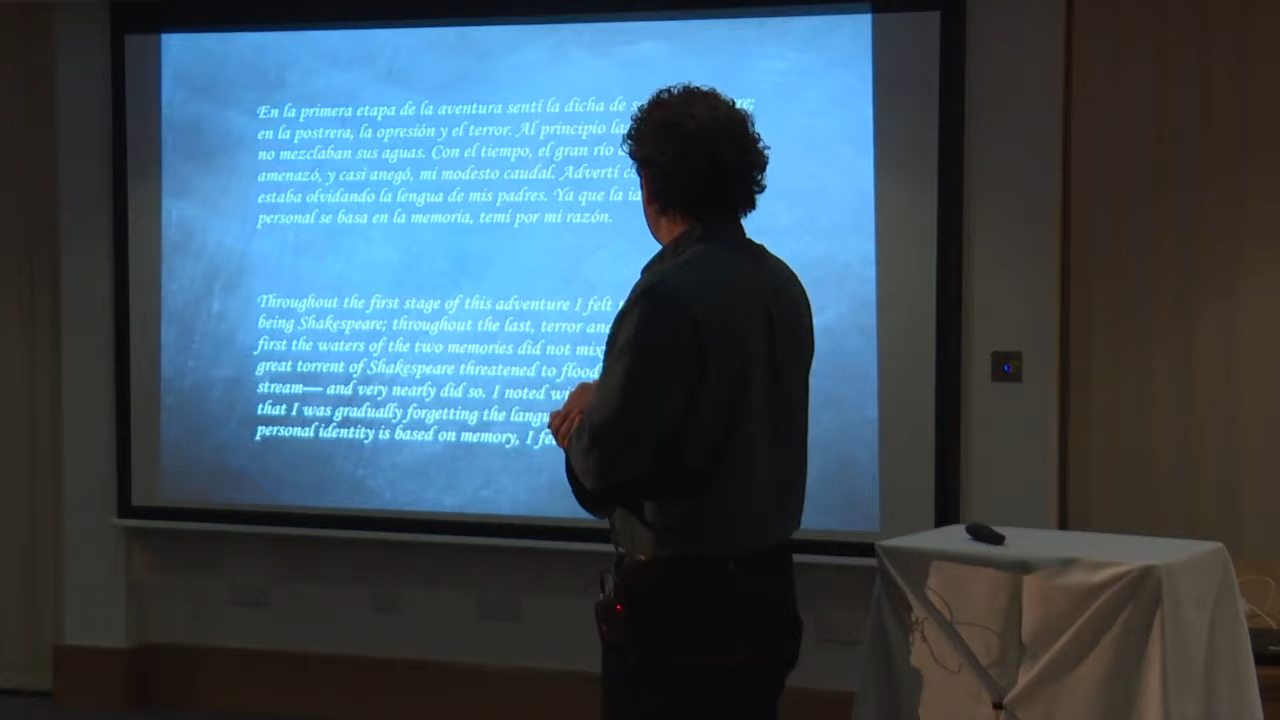 En la primera etapa de la aventura sentí la dicha de
en la postrera, la opresión y el terror. Al principio
no mezclaban sus aguas. Con el tiempo, el gran río
amenazó, y casi anegó, mi modesto caudal. Advertí
estaba olvidando la lengua de mis padres. Ya que la
personal se basa en la memoria, temí por mi razón.
Throughout the first stage of this adventure I felt
being Shakespeare; throughout the last, terror
first the waters of the two memories did not
great torrent of Shakespeare threatened to flood
stream— and very nearly did so. I noted
that I was gradually forgetting the
personal identity is based on memory, I